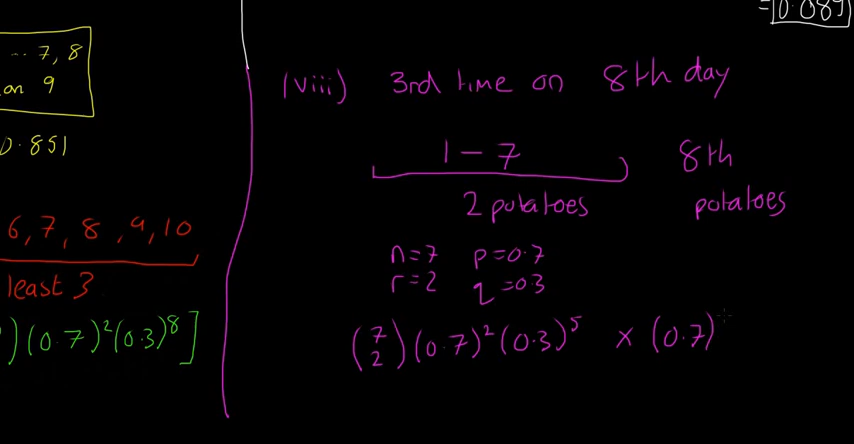 =0.089
... 7, 8
an 9
0.851
6, 7, 8, 9, 10
least 3
)(0.7)²(0.3)⁸]
(viii) 3rd time on 8th day
1 – 7 8th
2 potatoes potatoes
n=7 p=0.7
r=2 q=0.3
(7 2)(0.7)²(0.3)⁵ × (0.7)